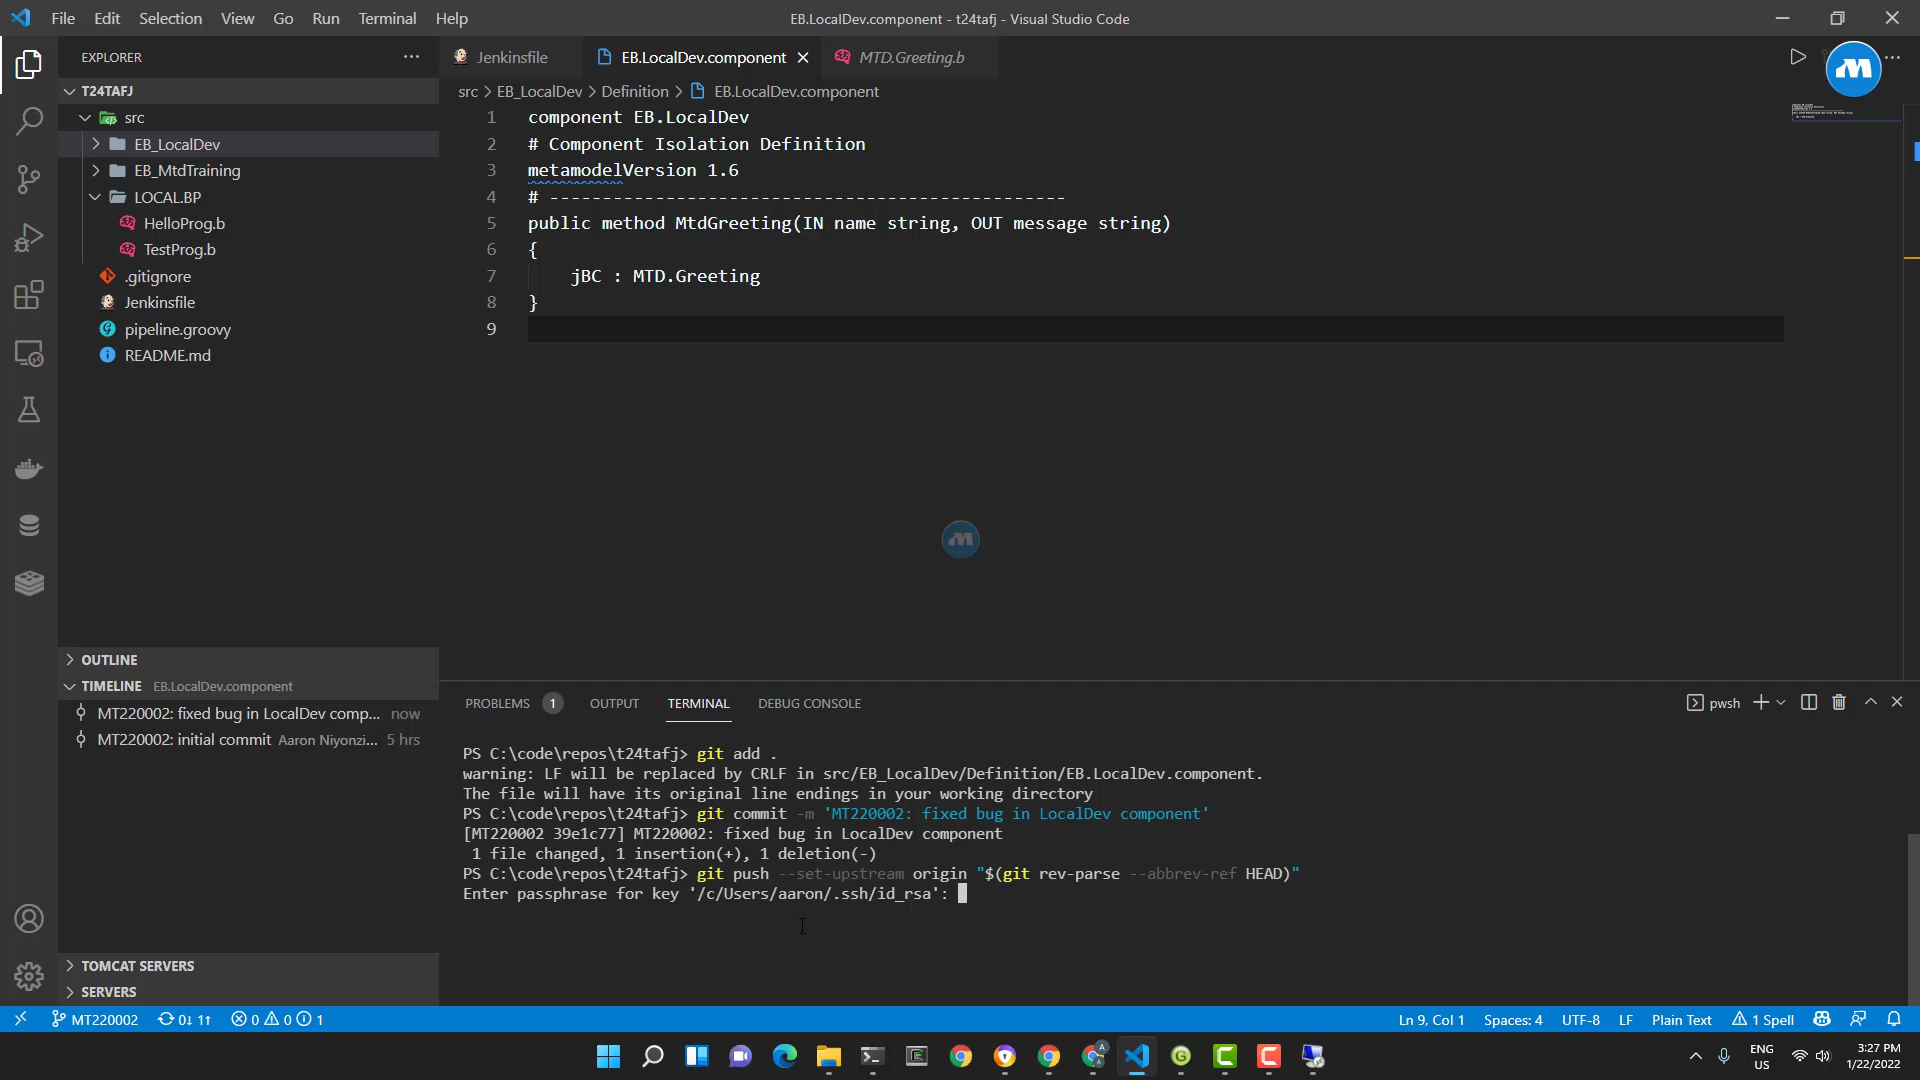 File Edit Selection View Go Run Terminal Help
EB.LocalDev.component - t24tafj - Visual Studio Code
EXPLORER
Jenkinsfile
EB.LocalDev.component
MTD.Greeting.b
T24TAFJ
src > EB_LocalDev > Definition > EB.LocalDev.component
src
EB_LocalDev
EB_MtdTraining
LOCAL.BP
HelloProg.b
TestProg.b
.gitignore
Jenkinsfile
pipeline.groovy
README.md
1 component EB.LocalDev
2 # Component Isolation Definition
3 metamodelVersion 1.6
4 # -------------------------------------------------
5 public method MtdGreeting(IN name string, OUT message string)
6 {
7 jBC : MTD.Greeting
8 }
9
OUTLINE
TIMELINE EB.LocalDev.component
MT220002: fixed bug in LocalDev comp... now
MT220002: initial commit Aaron Niyonzi... 5 hrs
TOMCAT SERVERS
SERVERS
PROBLEMS 1 OUTPUT TERMINAL DEBUG CONSOLE
pwsh
PS C:\code\repos\t24tafj> git add .
warning: LF will be replaced by CRLF in src/EB_LocalDev/Definition/EB.LocalDev.component.
The file will have its original line endings in your working directory
PS C:\code\repos\t24tafj> git commit -m 'MT220002: fixed bug in LocalDev component'
[MT220002 39e1c77] MT220002: fixed bug in LocalDev component
1 file changed, 1 insertion(+), 1 deletion(-)
PS C:\code\repos\t24tafj> git push --set-upstream origin "$(git rev-parse --abbrev-ref HEAD)"
Enter passphrase for key '/c/Users/aaron/.ssh/id_rsa':
MT220002 0↓ 1↑ 0 0 1
Ln 9, Col 1 Spaces: 4 UTF-8 LF Plain Text 1 Spell
ENG
US
3:27 PM
1/22/2022